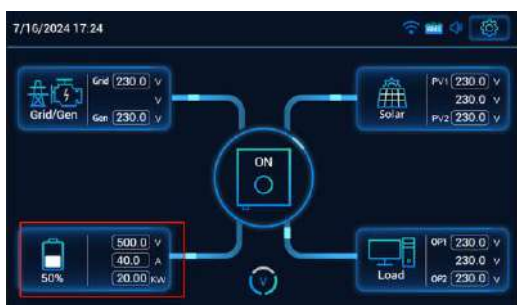 7/16/2024 17:24
Grid 230.0 V
V
Grid/Gen
Gen 230.0 V
PV1 230.0 V
230.0 V
Solar
PV2 230.0 V
ON
500.0 V
40.0 A
50%
20.00 KW
V
OP1 230.0 V
230.0 V
Load
OP2 230.0 V